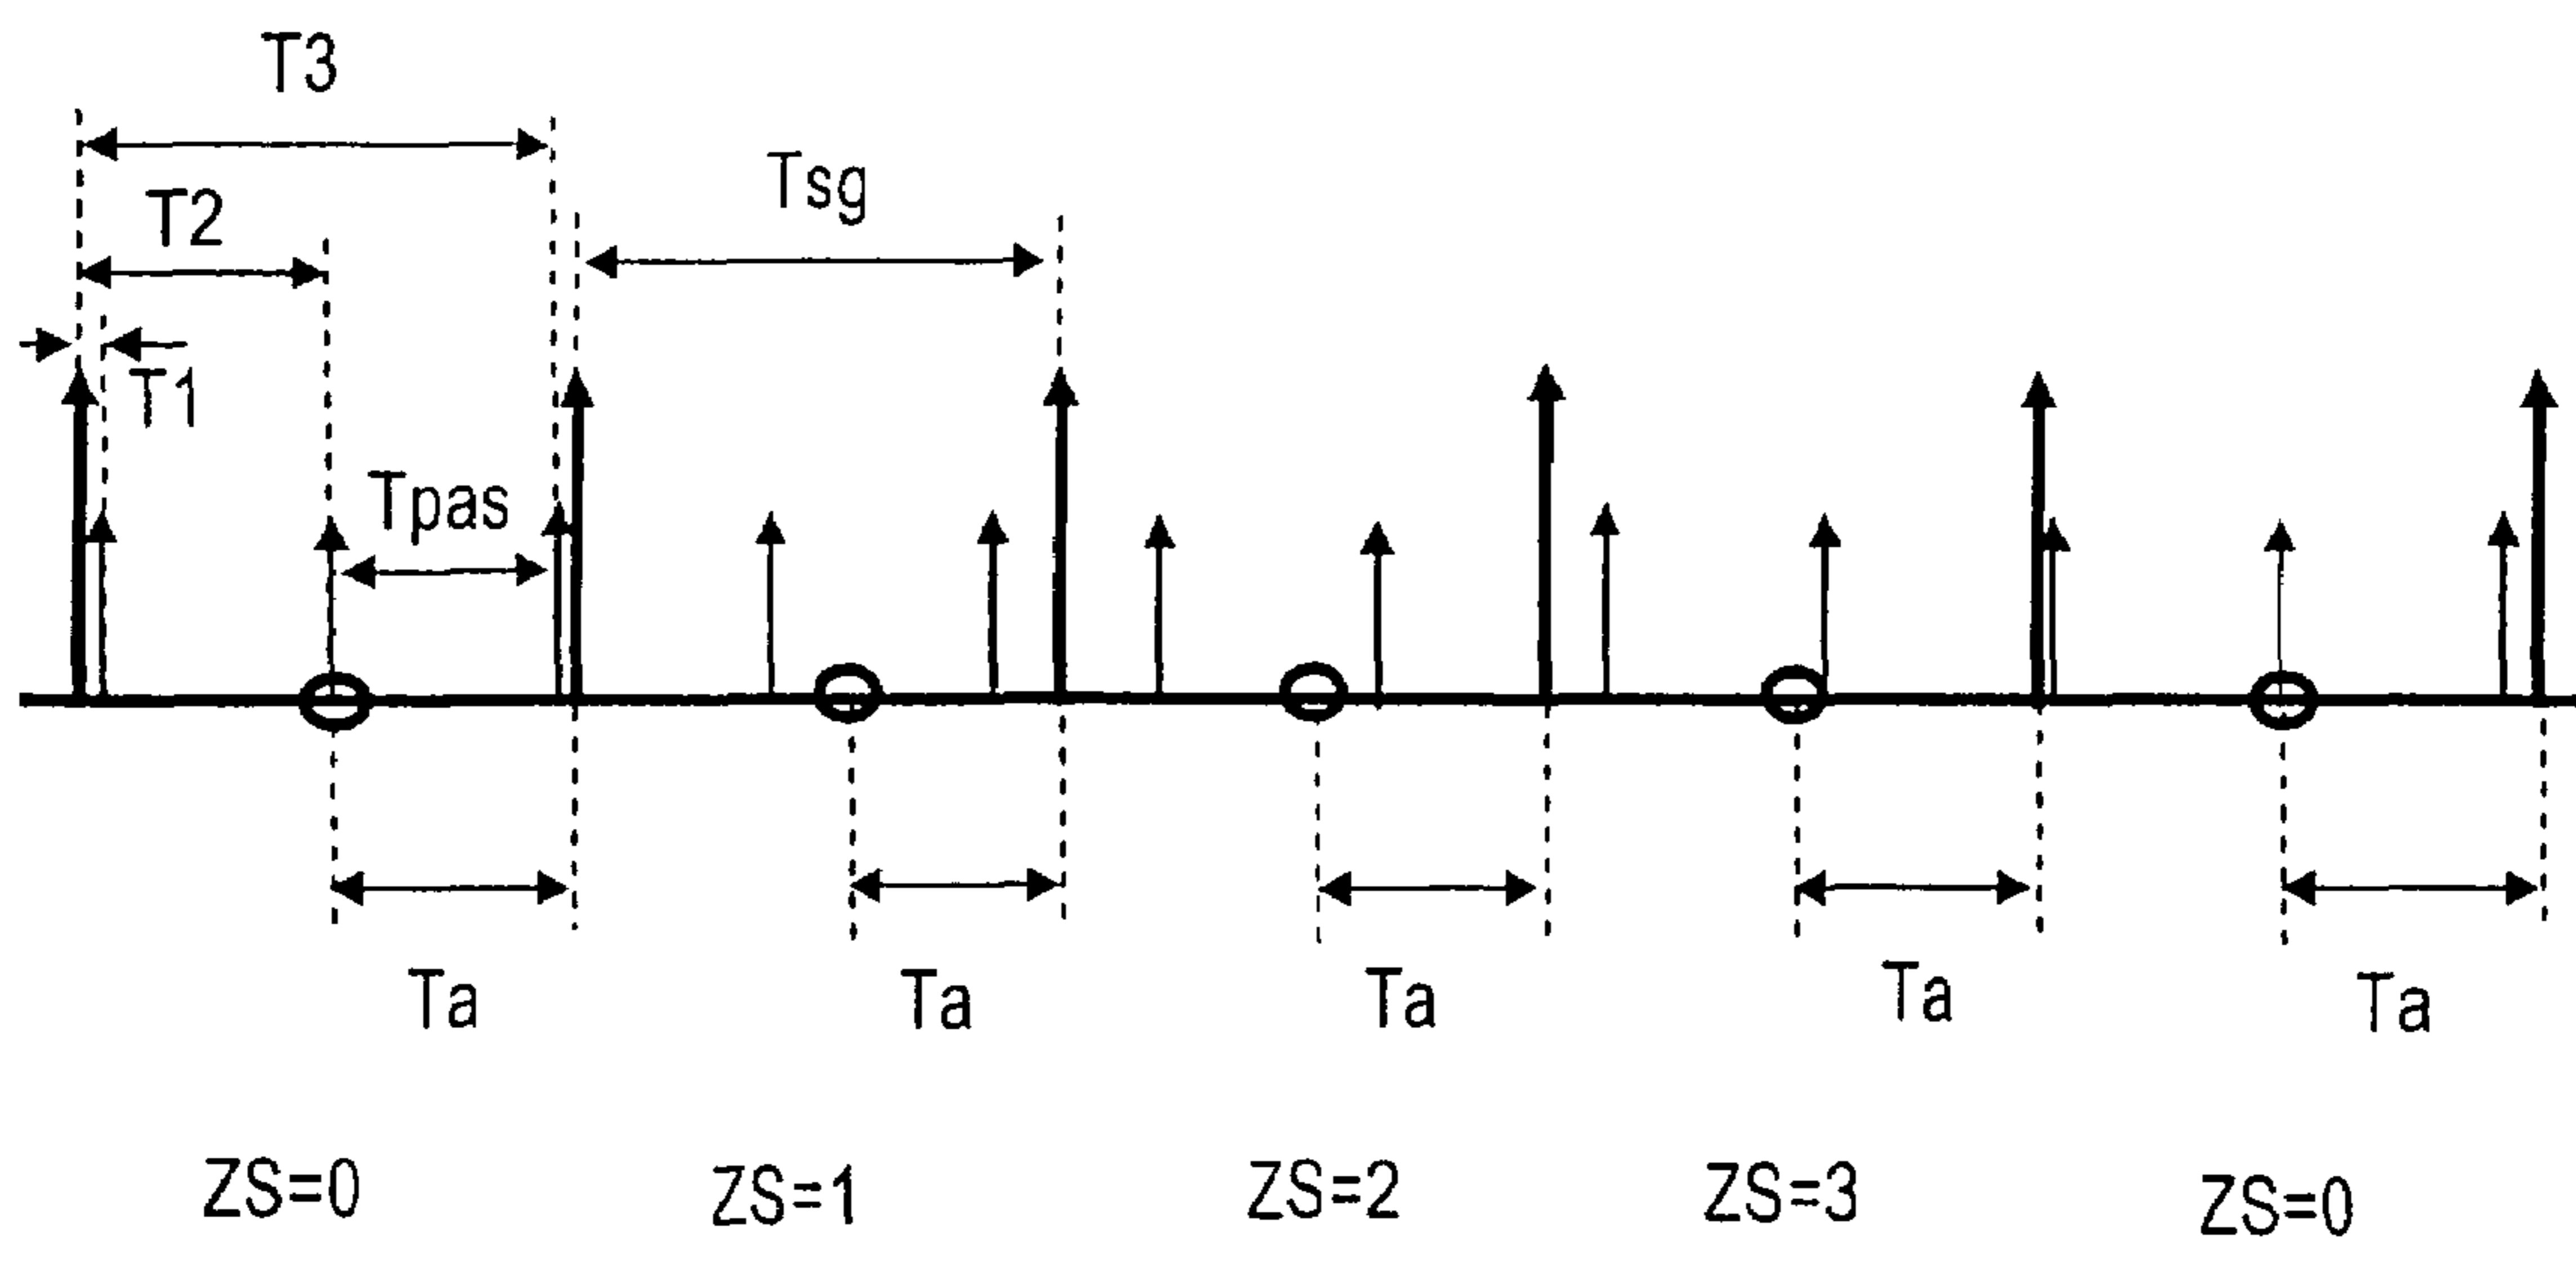 T3
Tsg
T2
T1
Tpas
Ta Ta Ta Ta Ta
ZS=0 ZS=1 ZS=2 ZS=3 ZS=0